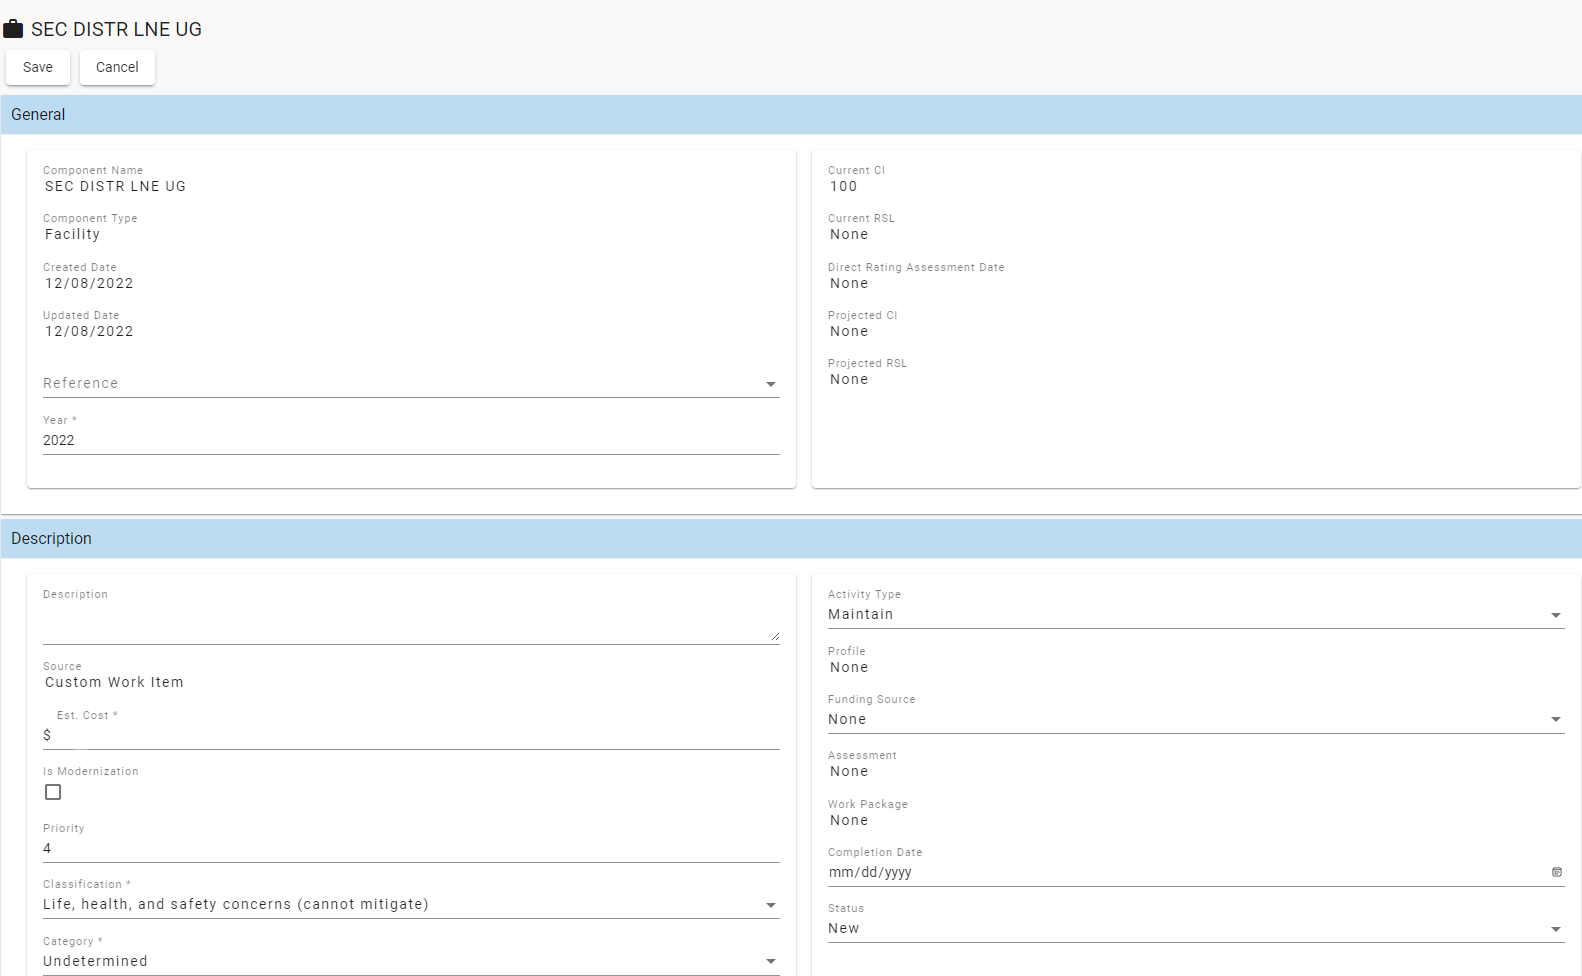 SEC DISTR LNE UG
Save
Cancel
General
Component Name
SEC DISTR LNE UG
Component Type
Facility
Created Date
12/08/2022
Updated Date
12/08/2022
Reference
Year *
2022
Current CI
100
Current RSL
None
Direct Rating Assessment Date
None
Projected CI
None
Projected RSL
None
Description
Description
Source
Custom Work Item
Est. Cost *
$
Is Modernization
Priority
4
Classification *
Life, health, and safety concerns (cannot mitigate)
Category *
Undetermined
Activity Type
Maintain
Profile
None
Funding Source
None
Assessment
None
Work Package
None
Completion Date
mm/dd/yyyy
Status
New